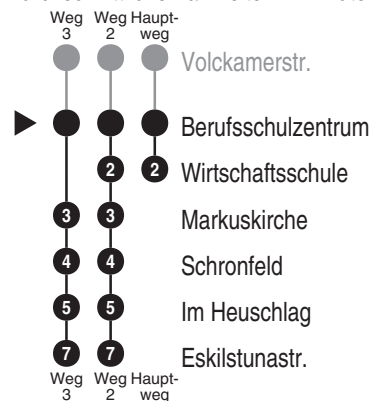 Weg Weg Haupt-
3 2 weg
Volckamerstr.
Berufsschulzentrum
2 2 Wirtschaftsschule
3 3 Markuskirche
4 4 Schronfeld
5 5 Im Heuschlag
7 7 Eskilstunastr.
Weg Weg Haupt-
3 2 weg